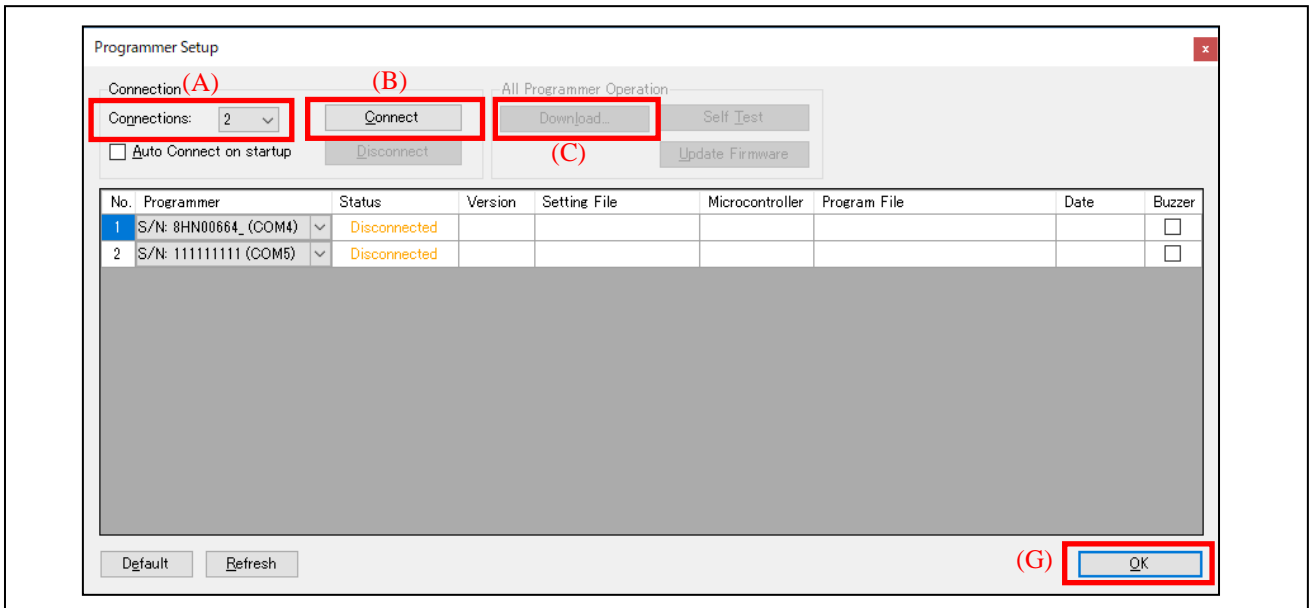 Programmer Setup
x
Connection (A) (B) All Programmer Operation
Connections: 2 Connect Download... Self Test
Auto Connect on startup Disconnect (C) Update Firmware
No. Programmer Status Version Setting File Microcontroller Program File Date Buzzer
1 S/N: 8HN00664_ (COM4) Disconnected
2 S/N: 111111111 (COM5) Disconnected
Default Refresh (G) OK